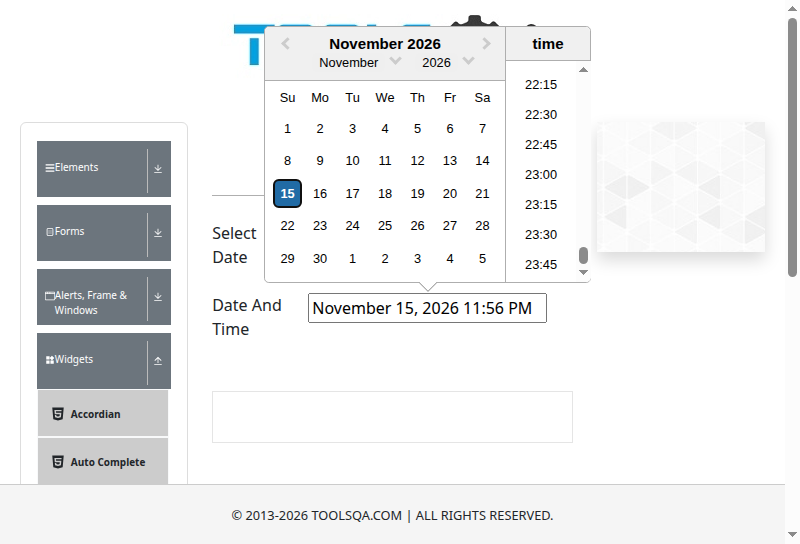 November 2026
time
November
2026
Su Mo Tu We Th Fr Sa
1 2 3 4 5 6 7
8 9 10 11 12 13 14
15 16 17 18 19 20 21
22 23 24 25 26 27 28
29 30 1 2 3 4 5
22:15
22:30
22:45
23:00
23:15
23:30
23:45
Elements
Forms
Alerts, Frame &
Windows
Widgets
Accordian
Auto Complete
Select
Date
Date And
Time
November 15, 2026 11:56 PM
© 2013-2026 TOOLSQA.COM | ALL RIGHTS RESERVED.